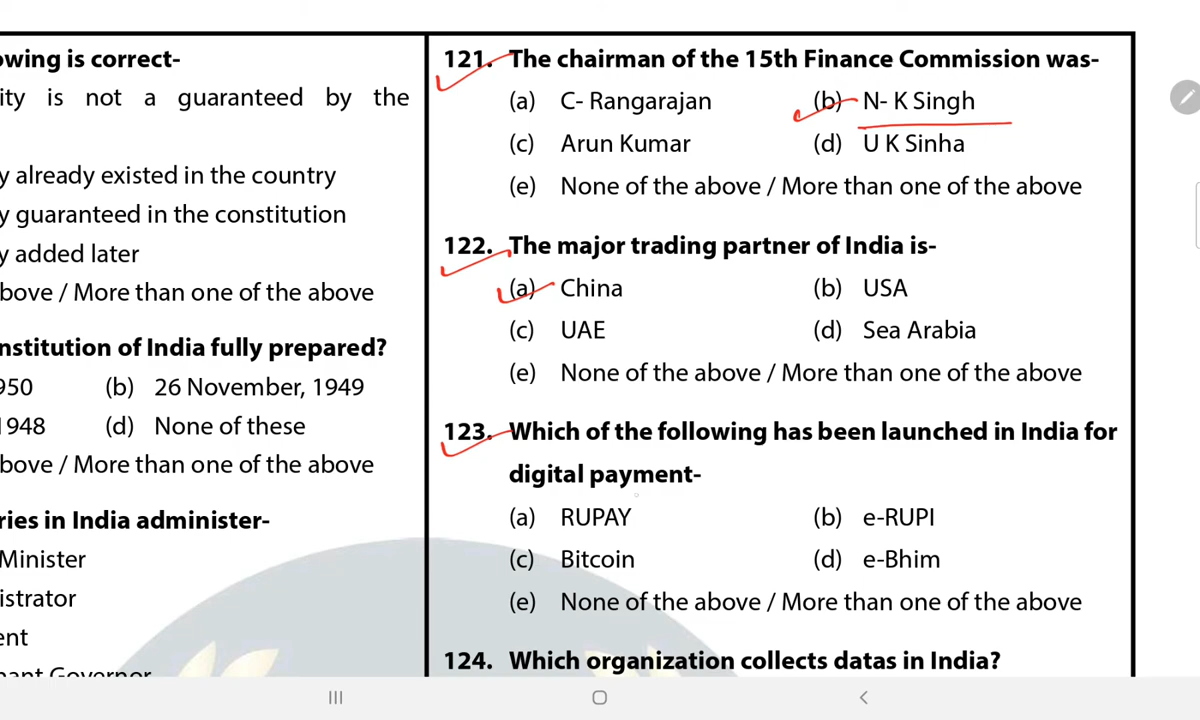 owing is correct-
ity is not a guaranteed by the
y already existed in the country
y guaranteed in the constitution
y added later
bove / More than one of the above
nstitution of India fully prepared?
950 (b) 26 November, 1949
1948 (d) None of these
bove / More than one of the above
ries in India administer-
Minister
istrator
ent
nant Governor
121. The chairman of the 15th Finance Commission was-
(a) C- Rangarajan (b) N- K Singh
(c) Arun Kumar (d) U K Sinha
(e) None of the above / More than one of the above
122. The major trading partner of India is-
(a) China (b) USA
(c) UAE (d) Sea Arabia
(e) None of the above / More than one of the above
123. Which of the following has been launched in India for
digital payment-
(a) RUPAY (b) e-RUPI
(c) Bitcoin (d) e-Bhim
(e) None of the above / More than one of the above
124. Which organization collects datas in India?